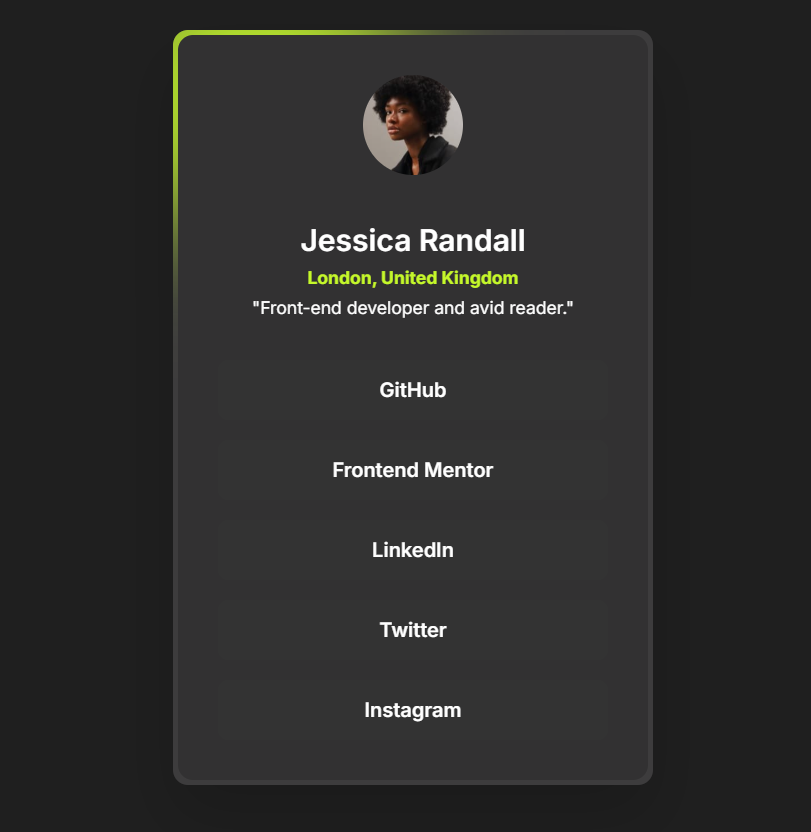 Jessica Randall
London, United Kingdom
"Front-end developer and avid reader."
GitHub
Frontend Mentor
LinkedIn
Twitter
Instagram